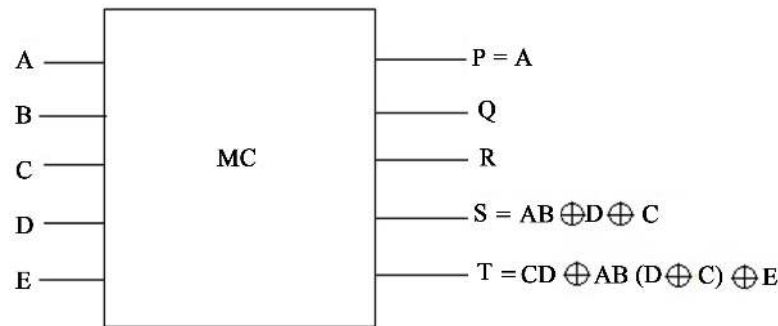 A
P = A
B
Q
MC
C
R
D
S = AB ⊕D ⊕ C
E
T = CD ⊕ AB (D ⊕ C) ⊕ E